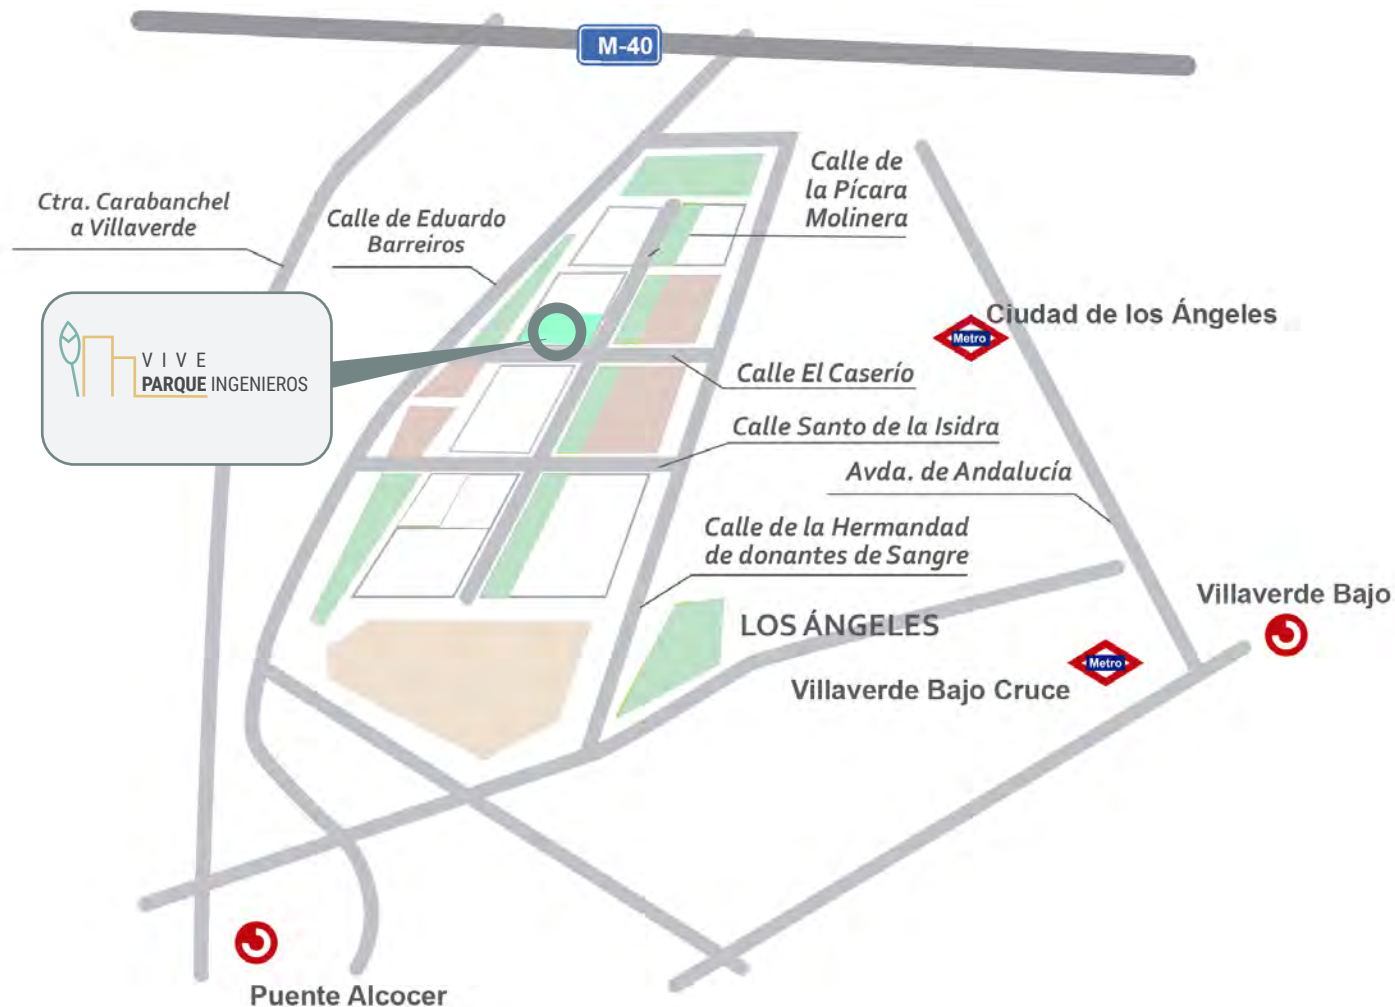 M-40
Calle de
la Pícara
Molinera
Ctra. Carabanchel
a Villaverde
Calle de Eduardo
Barreiros
VIVE
PARQUE INGENIEROS
Metro
Ciudad de los Ángeles
Calle El Caserío
Calle Santo de la Isidra
Avda. de Andalucía
Calle de la Hermandad
de donantes de Sangre
Villaverde Bajo
LOS ÁNGELES
Metro
Villaverde Bajo Cruce
Puente Alcocer